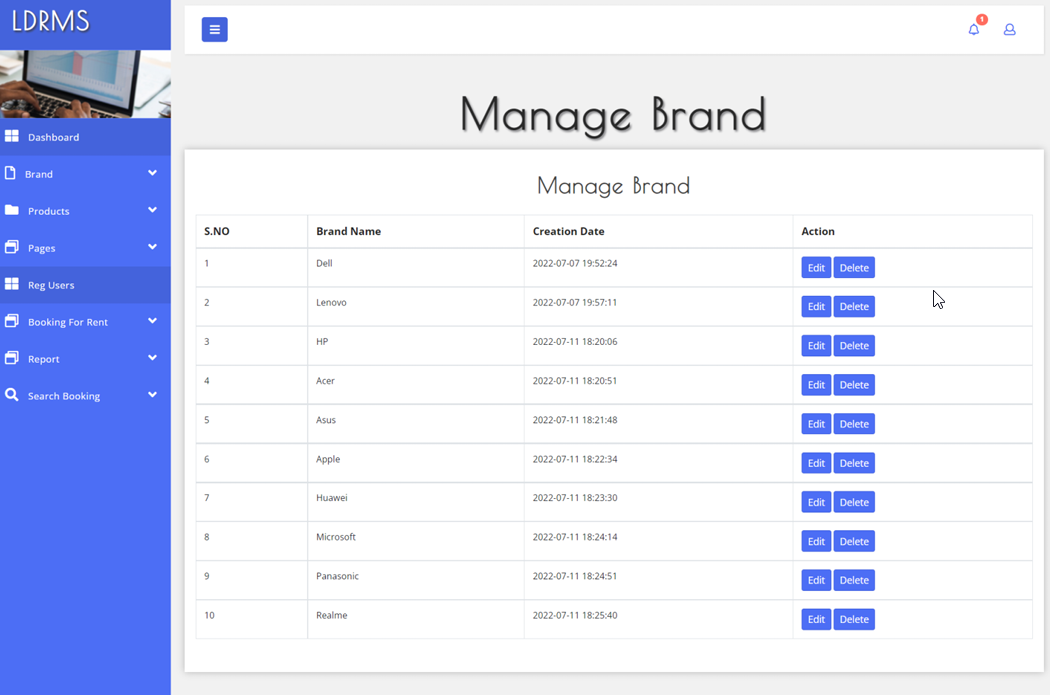 LDRMS
1
Dashboard
Brand
Products
Pages
Reg Users
Booking For Rent
Report
Search Booking
Manage Brand
Manage Brand
S.NO Brand Name Creation Date Action
1 Dell 2022-07-07 19:52:24 Edit Delete
2 Lenovo 2022-07-07 19:57:11 Edit Delete
3 HP 2022-07-11 18:20:06 Edit Delete
4 Acer 2022-07-11 18:20:51 Edit Delete
5 Asus 2022-07-11 18:21:48 Edit Delete
6 Apple 2022-07-11 18:22:34 Edit Delete
7 Huawei 2022-07-11 18:23:30 Edit Delete
8 Microsoft 2022-07-11 18:24:14 Edit Delete
9 Panasonic 2022-07-11 18:24:51 Edit Delete
10 Realme 2022-07-11 18:25:40 Edit Delete